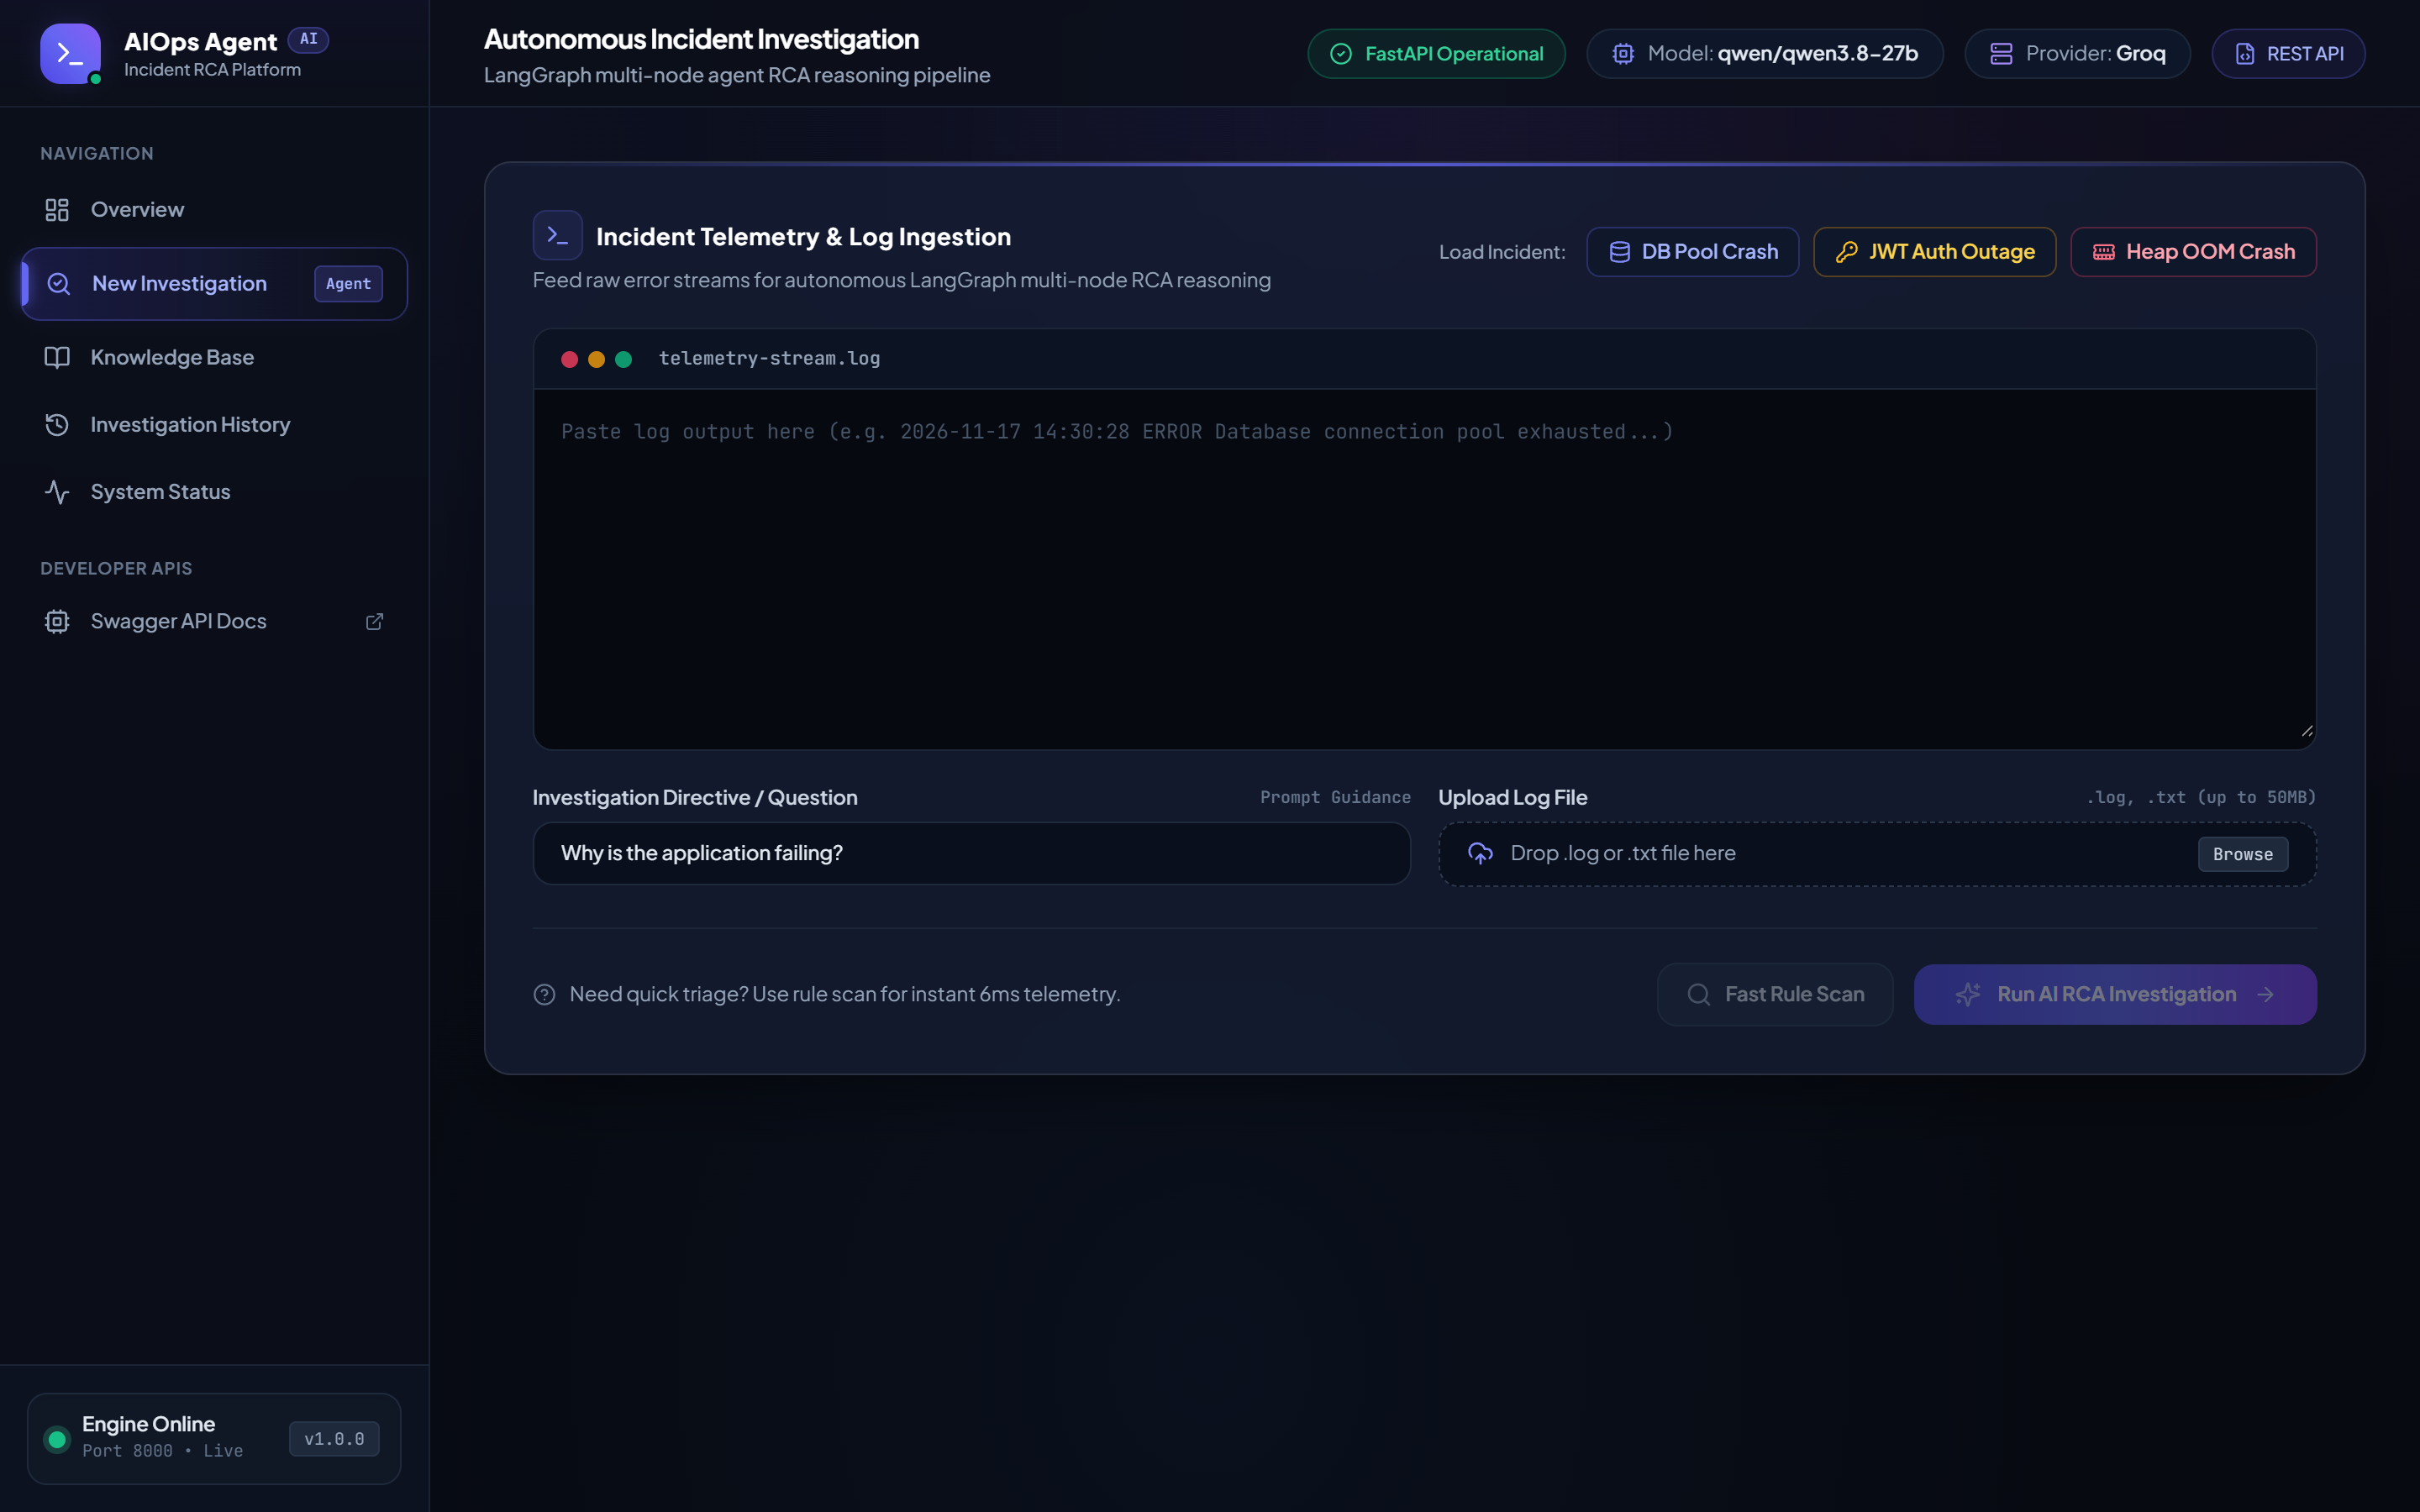 AIOps Agent AI
Incident RCA Platform
NAVIGATION
Overview
New Investigation Agent
Knowledge Base
Investigation History
System Status
DEVELOPER APIS
Swagger API Docs
Engine Online
Port 8000 • Live
v1.0.0
Autonomous Incident Investigation
LangGraph multi-node agent RCA reasoning pipeline
FastAPI Operational
Model: qwen/qwen3.8-27b
Provider: Groq
REST API
Incident Telemetry & Log Ingestion
Feed raw error streams for autonomous LangGraph multi-node RCA reasoning
Load Incident:
DB Pool Crash
JWT Auth Outage
Heap OOM Crash
telemetry-stream.log
Paste log output here (e.g. 2026-11-17 14:30:28 ERROR Database connection pool exhausted...)
Investigation Directive / Question
Prompt Guidance
Why is the application failing?
Upload Log File
.log, .txt (up to 50MB)
Drop .log or .txt file here
Browse
Need quick triage? Use rule scan for instant 6ms telemetry.
Fast Rule Scan
Run AI RCA Investigation